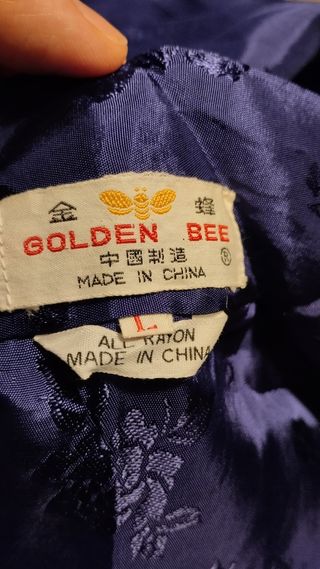 金 蜂
GOLDEN BEE
中國制造 ®
MADE IN CHINA
L
ALL RAYON
MADE IN CHINA